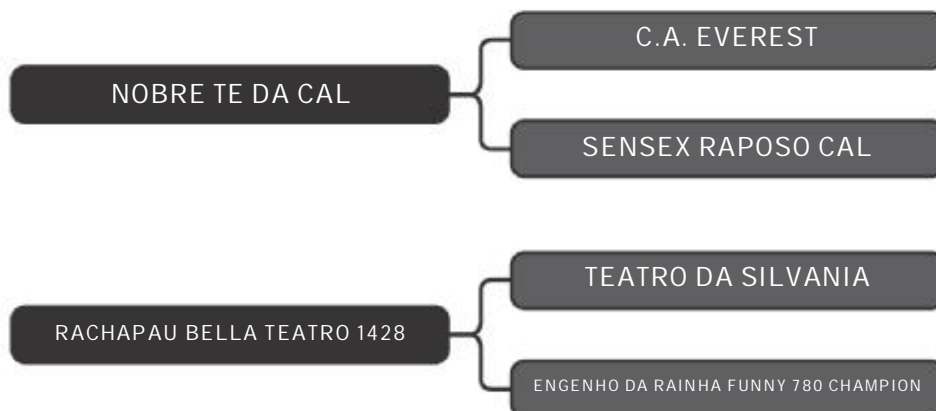 C.A. EVEREST
NOBRE TE DA CAL
SENSEX RAPOSO CAL
TEATRO DA SILVANIA
RACHAPAU BELLA TEATRO 1428
ENGENHO DA RAINHA FUNNY 780 CHAMPION